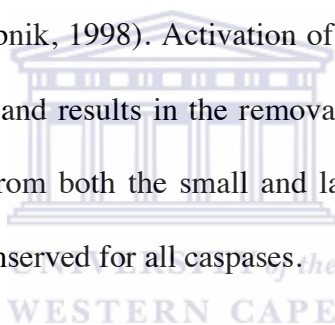 bnik, 1998). Activation of
and results in the remova
rom both the small and la
nserved for all caspases.
UNIVERSITY of the
WESTERN CAPE